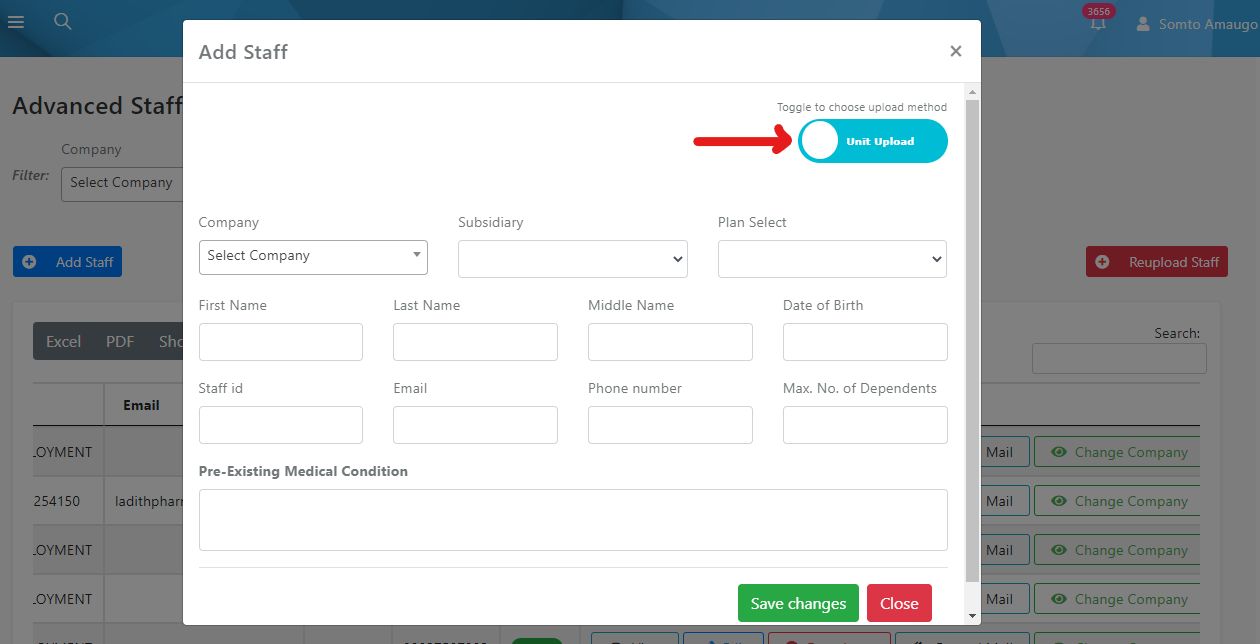 3656
Somto Amaugo
Add Staff
×
Advanced Staff
Toggle to choose upload method
Unit Upload
Company
Filter:
Select Company
Company
Subsidiary
Plan Select
Select Company
Add Staff
Reupload Staff
First Name
Last Name
Middle Name
Date of Birth
Excel
PDF
Search:
Staff id
Email
Phone number
Max. No. of Dependents
Email
LOYMENT
Mail
Change Company
Pre-Existing Medical Condition
254150
ladithpharr
Mail
Change Company
LOYMENT
Mail
Change Company
LOYMENT
Mail
Change Company
Save changes
Close